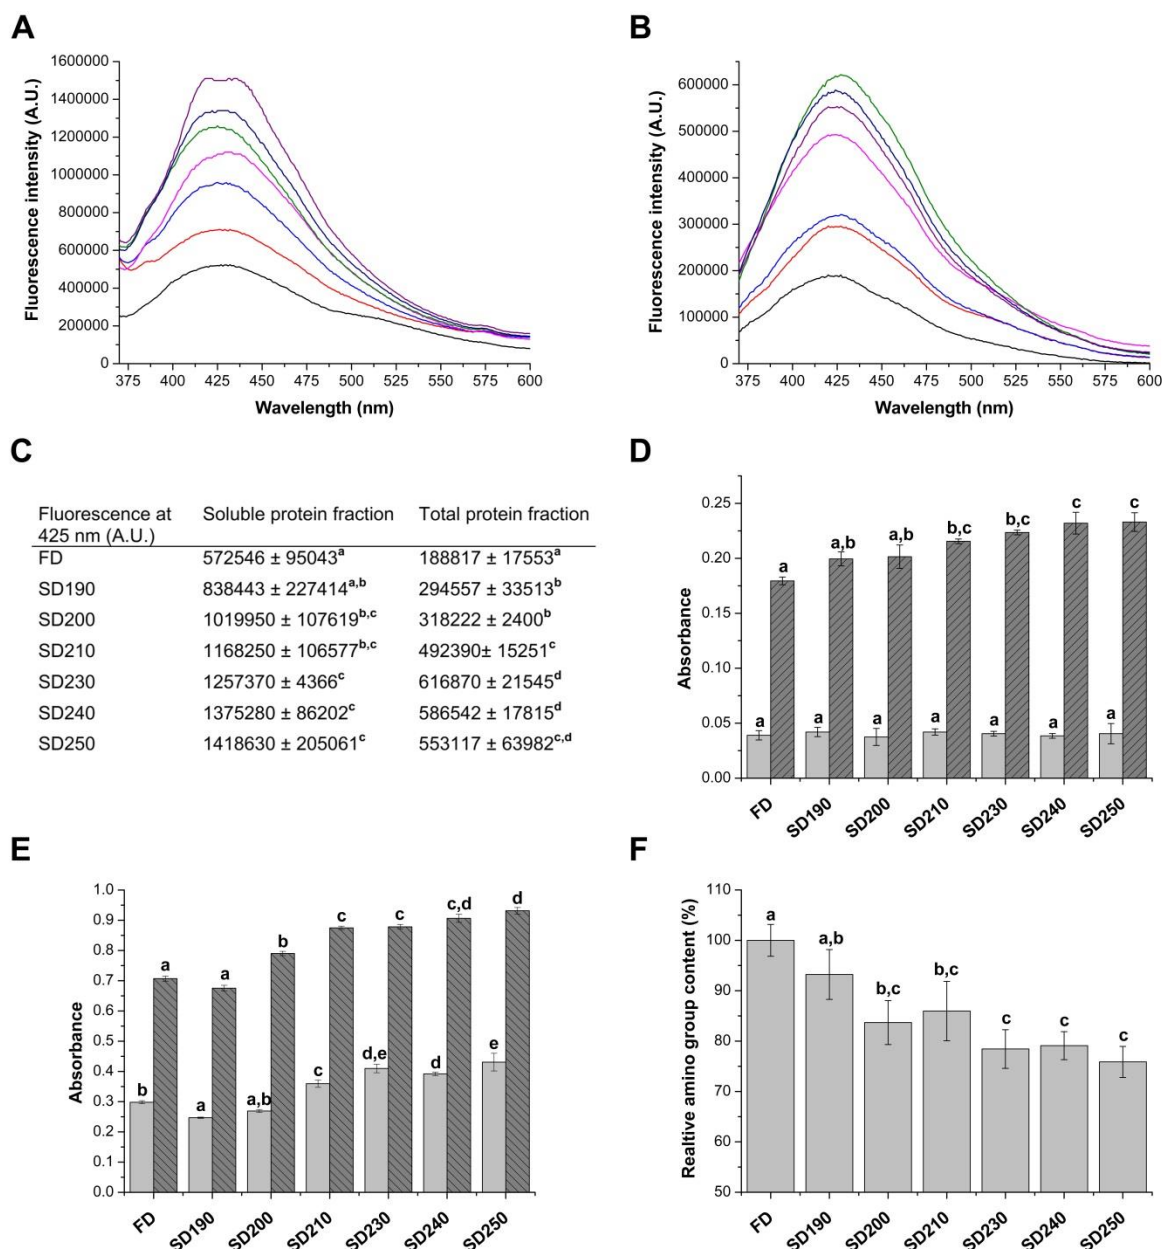 A
Fluorescence intensity (A.U.)
1600000
1400000
1200000
1000000
800000
600000
400000
200000
0
375 400 425 450 475 500 525 550 575 600
Wavelength (nm)
B
Fluorescence intensity (A.U.)
600000
500000
400000
300000
200000
100000
0
375 400 425 450 475 500 525 550 575 600
Wavelength (nm)
C
Fluorescence at 425 nm (A.U.) Soluble protein fraction Total protein fraction
FD 572546 ± 95043a 188817 ± 17553a
SD190 838443 ± 227414a,b 294557 ± 33513b
SD200 1019950 ± 107619b,c 318222 ± 2400b
SD210 1168250 ± 106577b,c 492390± 15251c
SD230 1257370 ± 4366c 616870 ± 21545d
SD240 1375280 ± 86202c 586542 ± 17815d
SD250 1418630 ± 205061c 553117 ± 63982c,d
D
Absorbance
0.25
0.20
0.15
0.10
0.05
0.00
a a,b a,b b,c b,c c c
a a a a a a a
FD SD190 SD200 SD210 SD230 SD240 SD250
E
Absorbance
1.0
0.9
0.8
0.7
0.6
0.5
0.4
0.3
0.2
0.1
0.0
a a b c c c,d d
b a a,b c d,e d e
FD SD190 SD200 SD210 SD230 SD240 SD250
F
Realtive amino group content (%)
110
100
90
80
70
60
50
a a,b b,c b,c c c c
FD SD190 SD200 SD210 SD230 SD240 SD250